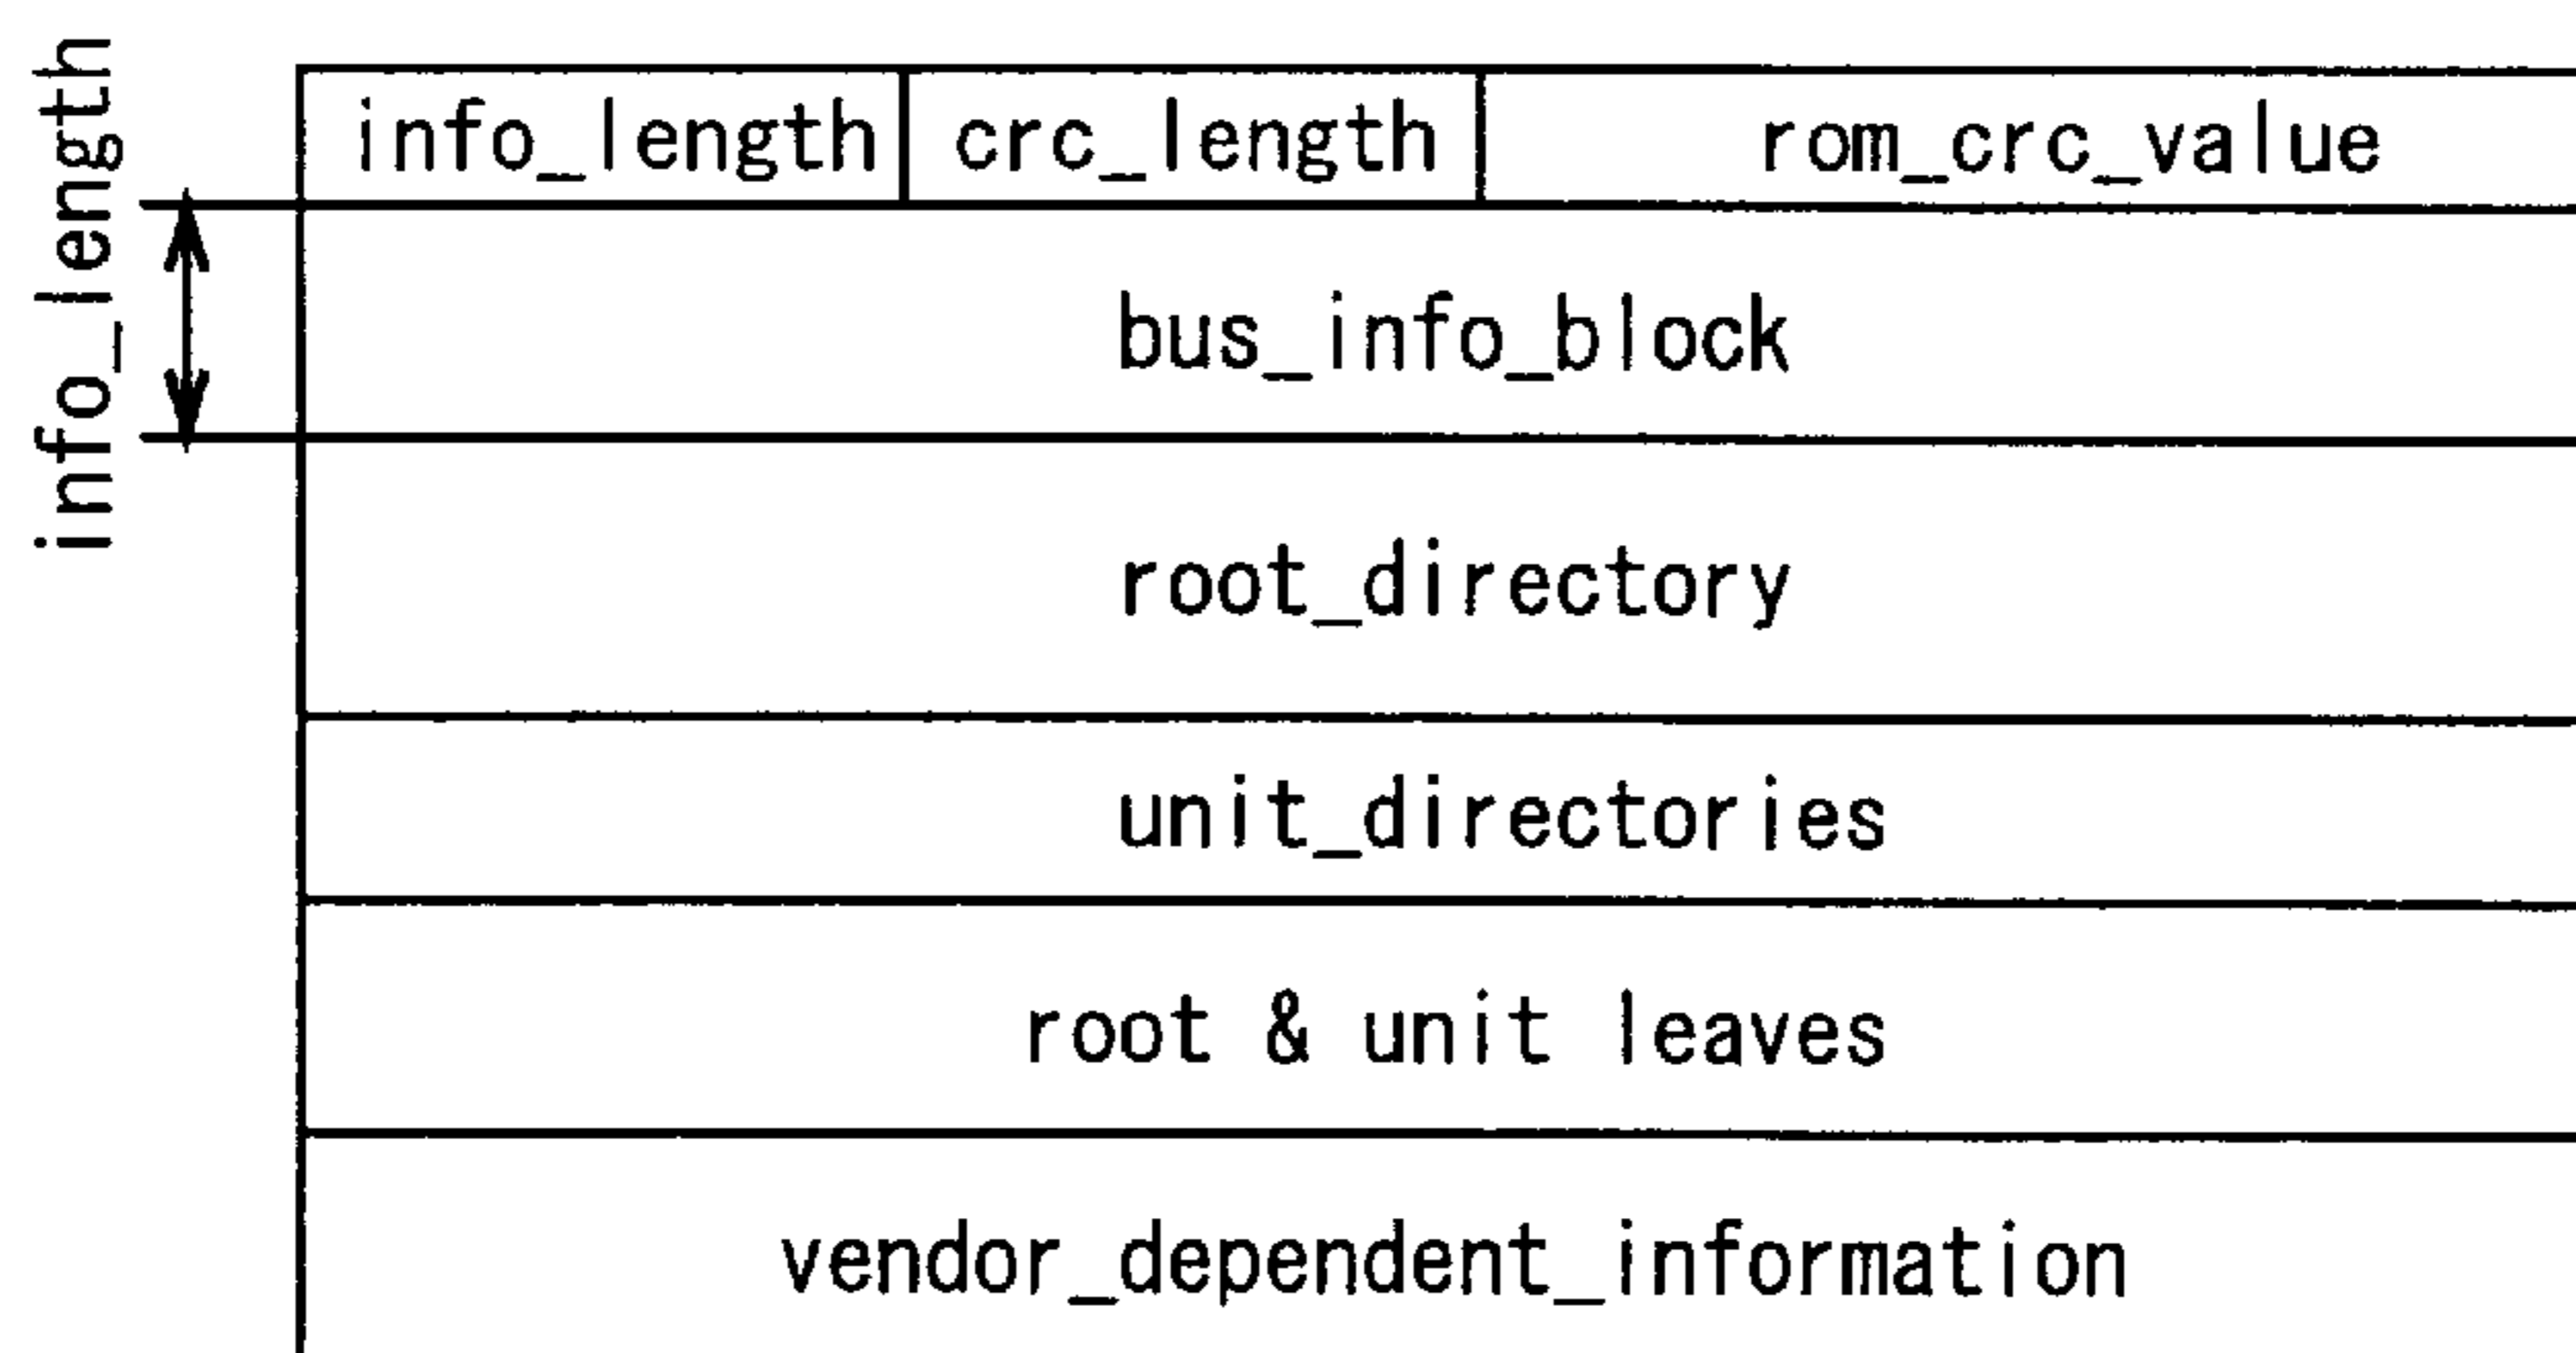 info_length
info_length crc_length rom_crc_value
bus_info_block
root_directory
unit_directories
root & unit leaves
vendor_dependent_information